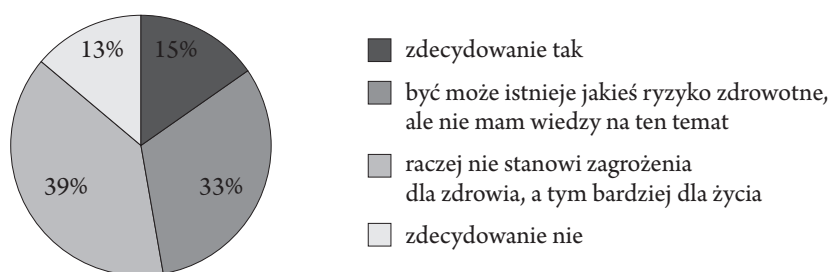 13% 15%
39% 33%
zdecydowanie tak
być może istnieje jakieś ryzyko zdrowotne,
ale nie mam wiedzy na ten temat
raczej nie stanowi zagrożenia
dla zdrowia, a tym bardziej dla życia
zdecydowanie nie